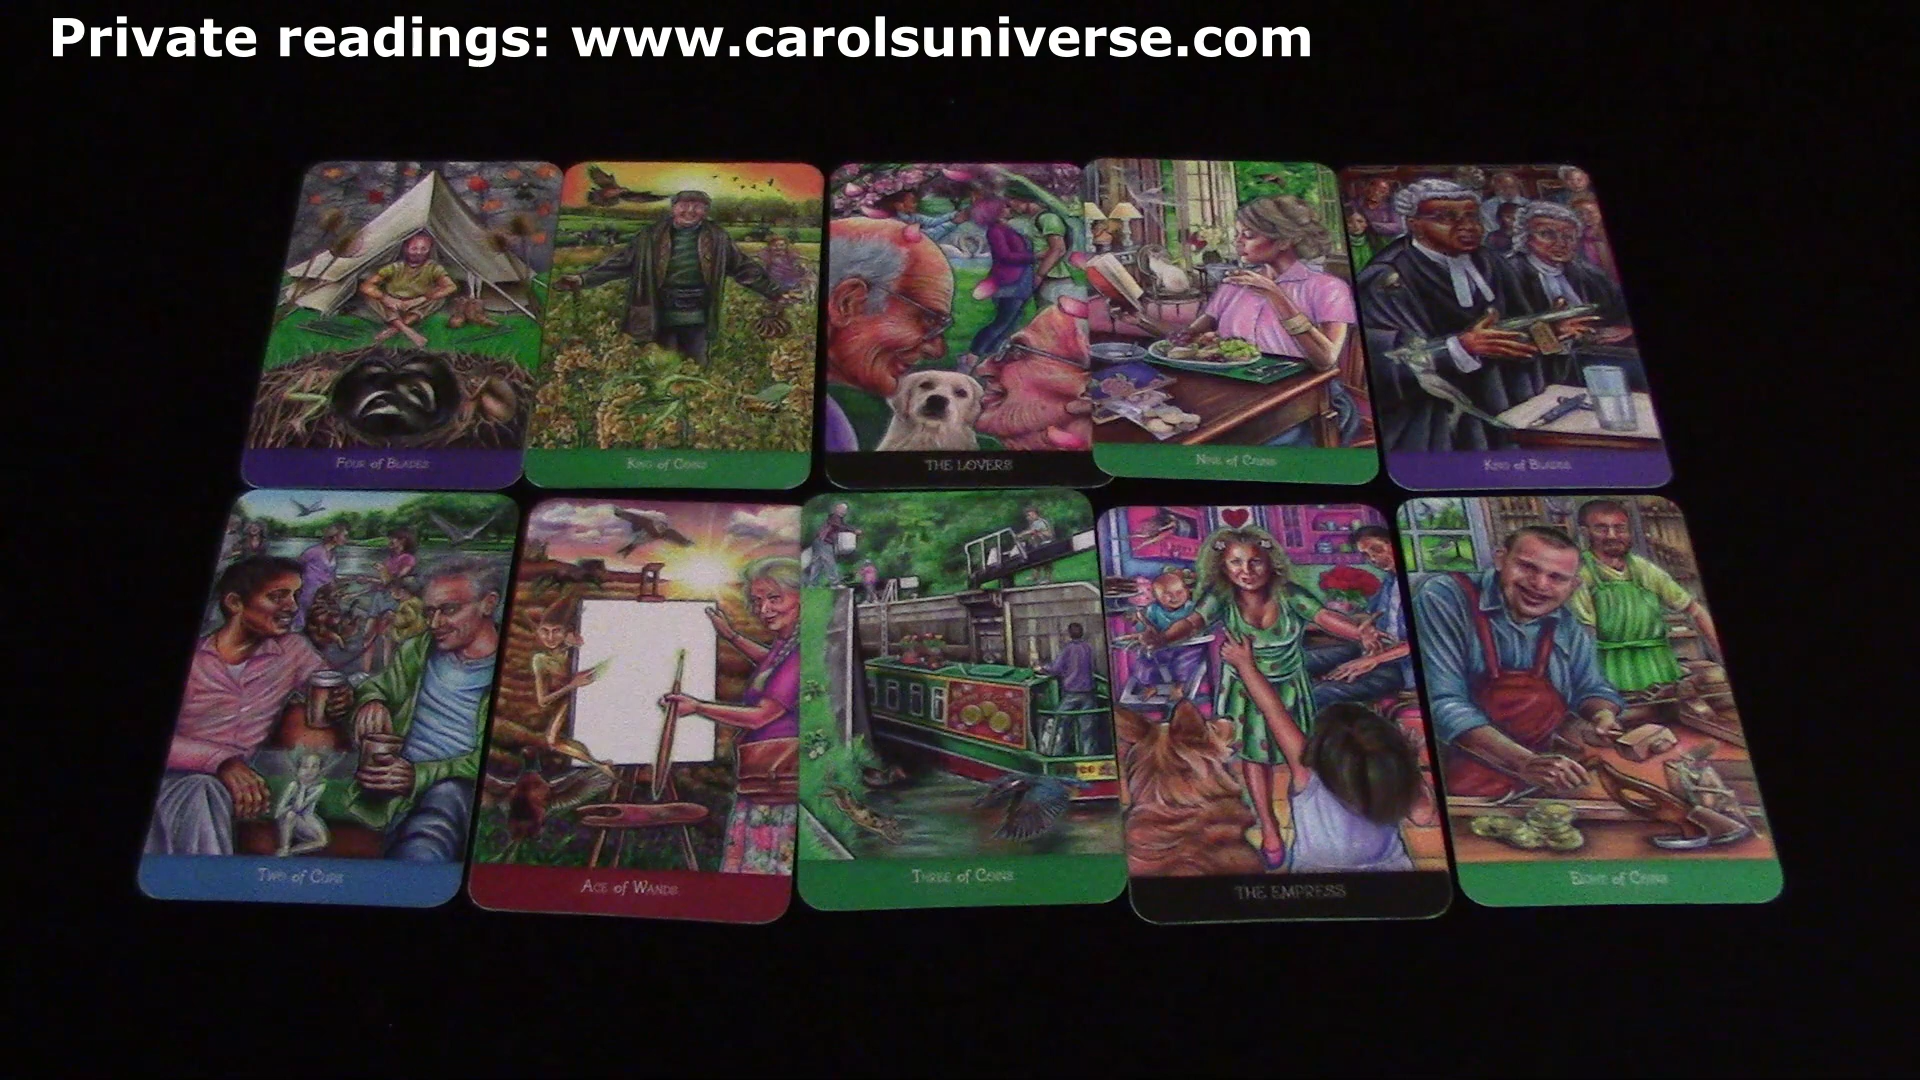 Private readings: www.carolsuniverse.com
Four of Blades
King of Coins
THE LOVERS
Nine of Coins
King of Blades
Two of Cups
Ace of Wands
Three of Coins
THE EMPRESS
Eight of Coins